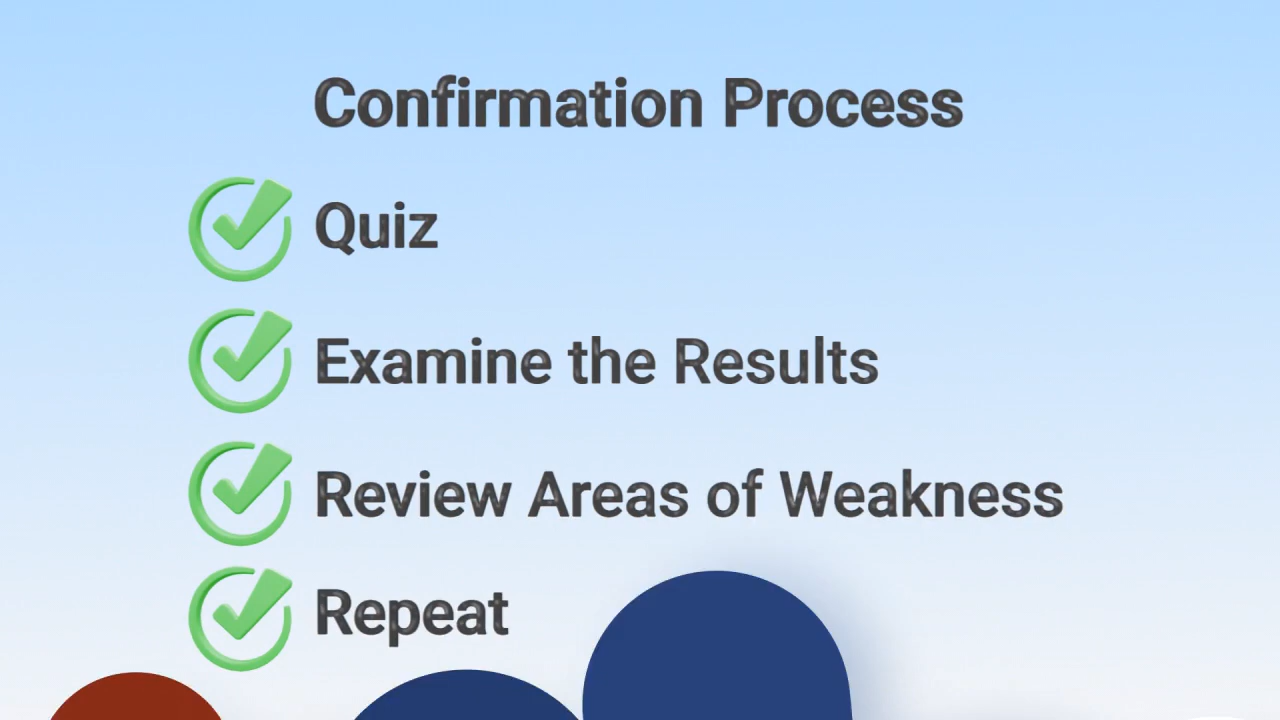 Confirmation Process
Quiz
Examine the Results
Review Areas of Weakness
Repeat